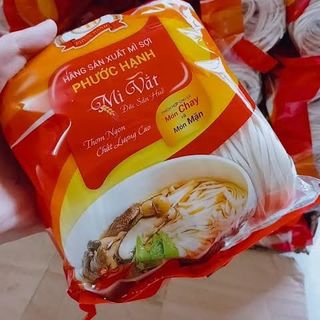 HÃNG SẢN XUẤT MÌ SỢI
PHƯỚC HẠNH
Mì Vắt
Đặc Sản Huế
Thơm Ngon
Chất Lượng Cao
Món Chay
và
Món Mặn